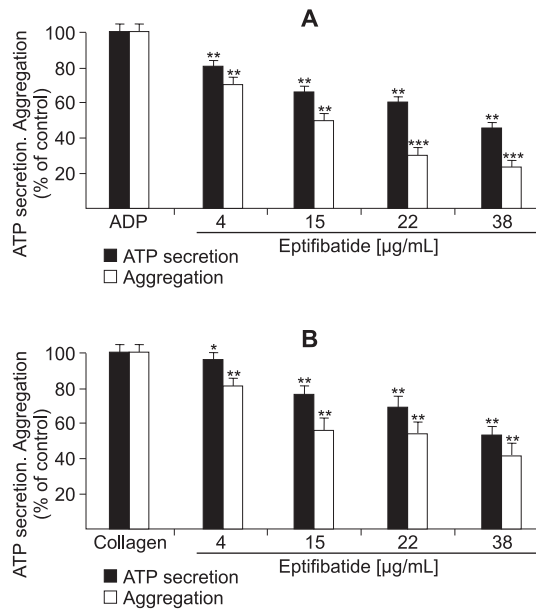 A
ATP secretion. Aggregation
(% of control)
100
80
60
40
20
** ** ** ** ** *** ** ***
ADP 4 15 22 38
Eptifibatide [µg/mL]
ATP secretion
Aggregation
B
ATP secretion. Aggregation
(% of control)
100
80
60
40
20
* ** ** ** ** ** ** **
Collagen 4 15 22 38
Eptifibatide [µg/mL]
ATP secretion
Aggregation